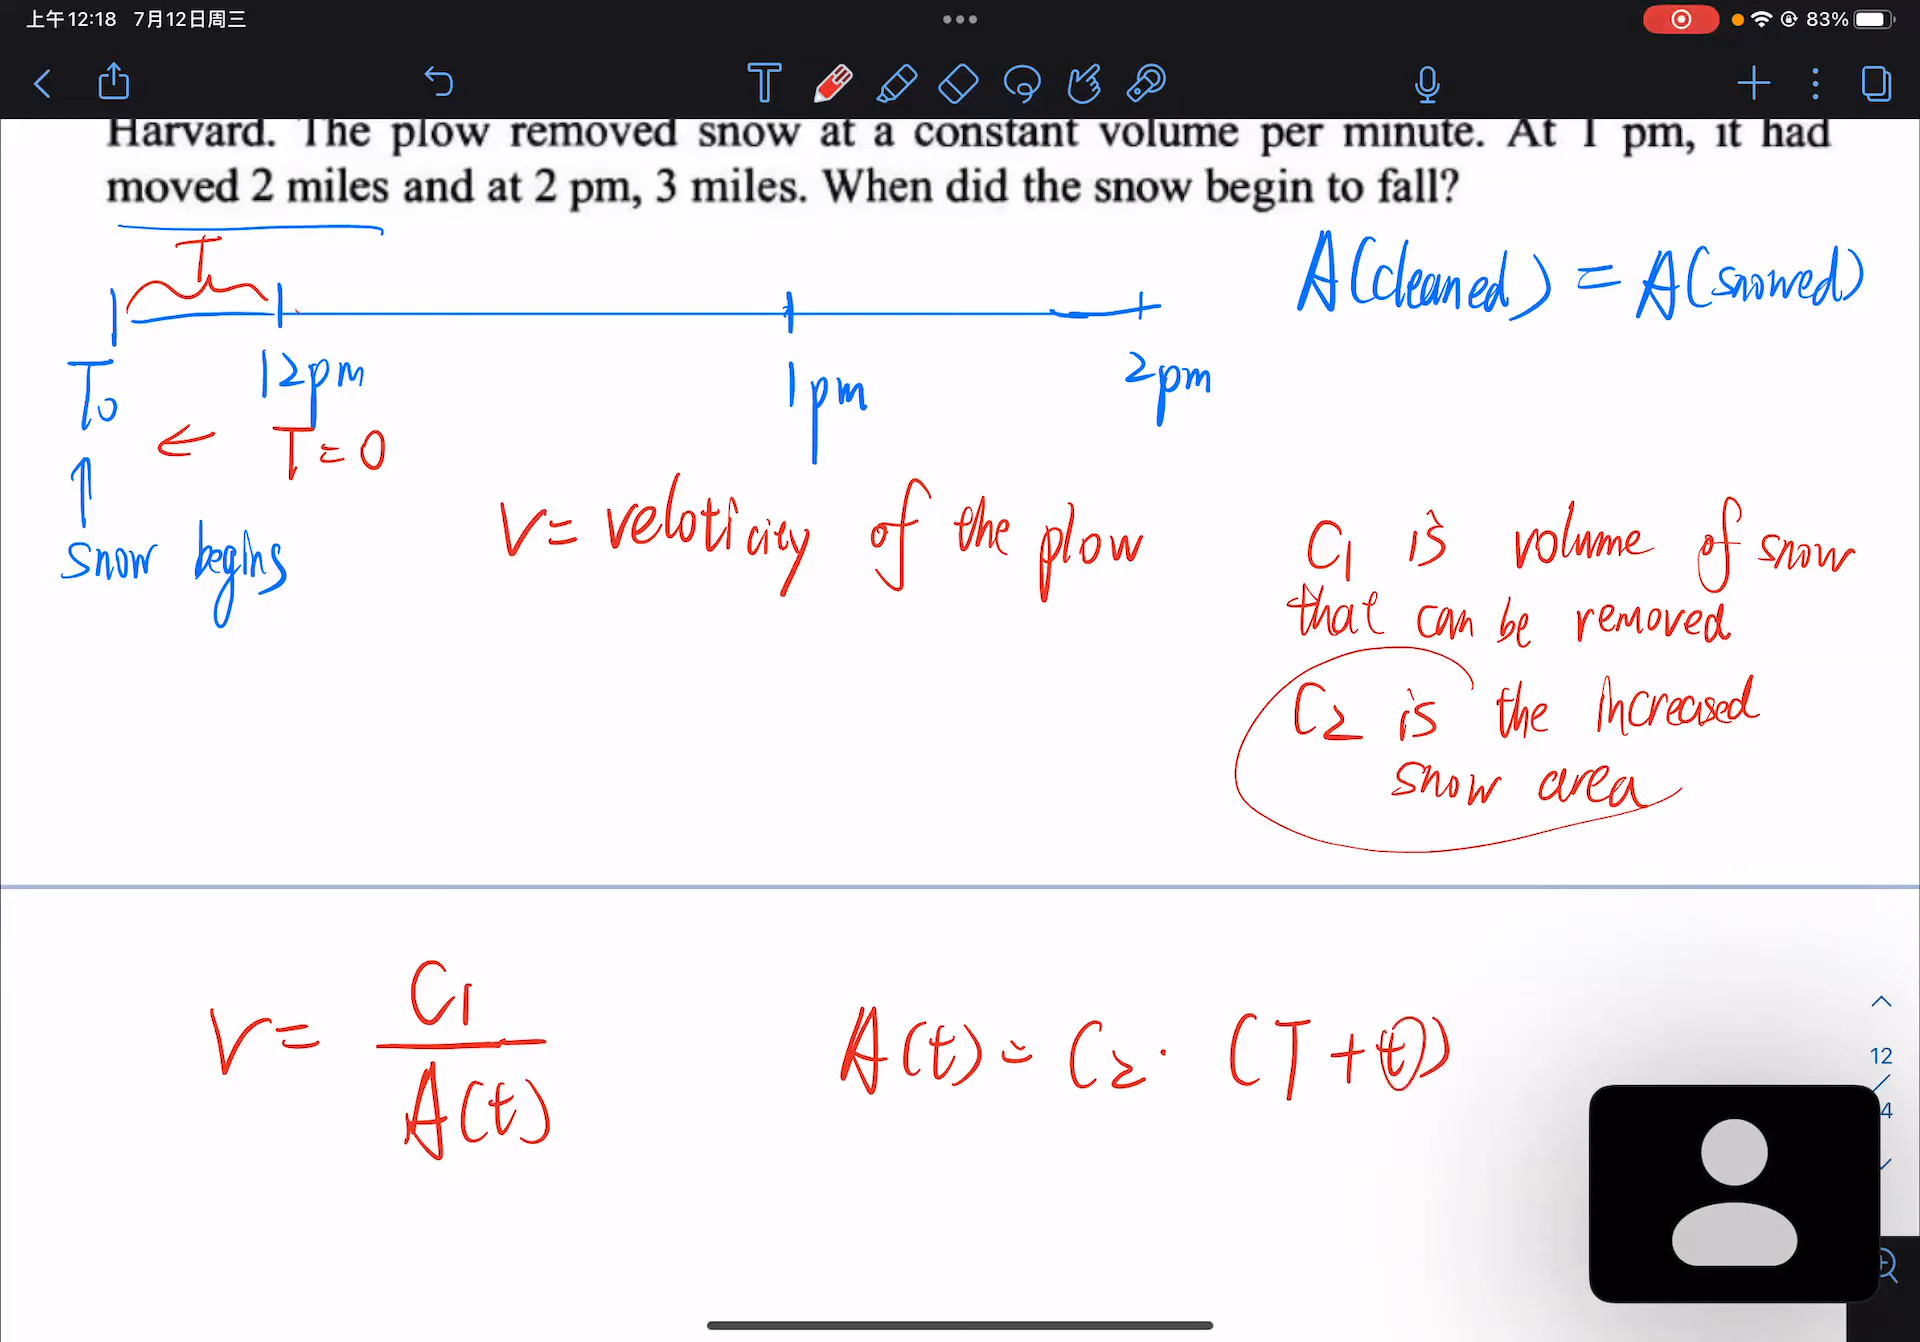 上午12:18 7月12日周三
83%
Harvard. The plow removed snow at a constant volume per minute. At 1 pm, it had
moved 2 miles and at 2 pm, 3 miles. When did the snow begin to fall?
T
A(cleaned) = A(snowed)
T₀ 12pm 1pm 2pm
← T=0
↑
snow begins
V= veloticity of the plow
C₁ is volume of snow
that can be removed
C₂ is the increased
snow area
V= C₁/A(t)
A(t) = C₂· (T+t)
12
/
14